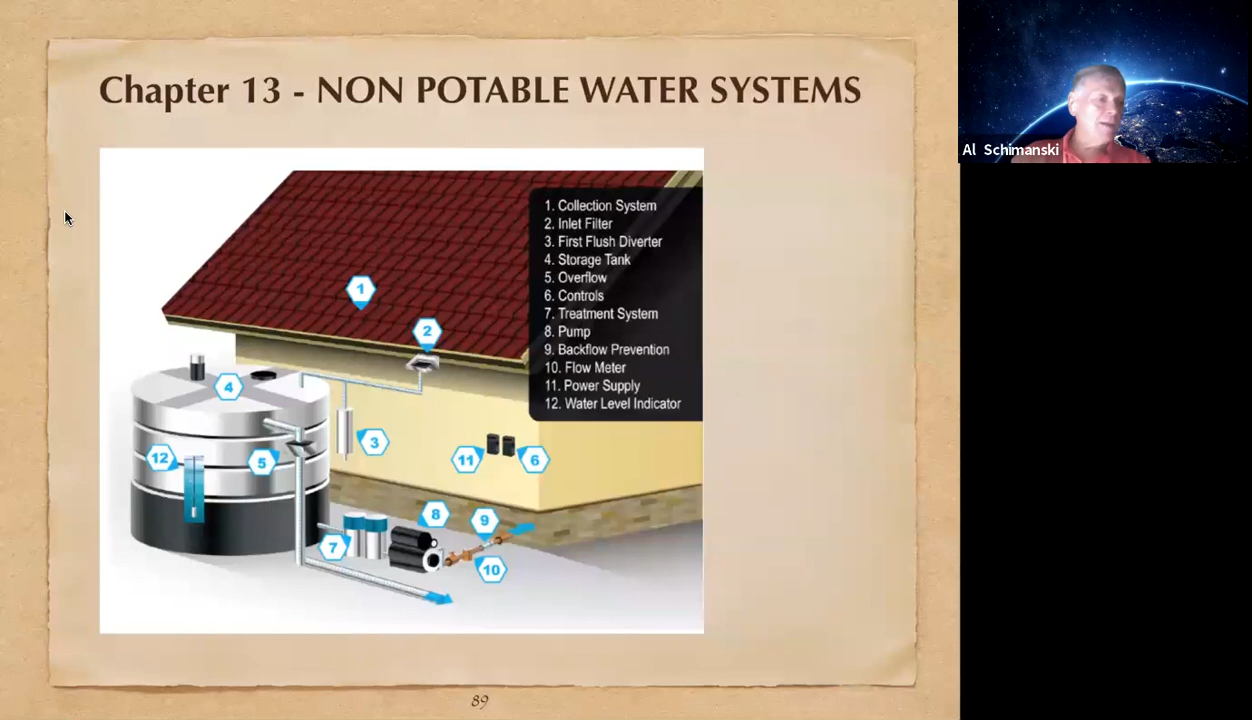 Chapter 13 - NON POTABLE WATER SYSTEMS
1. Collection System
2. Inlet Filter
3. First Flush Diverter
4. Storage Tank
5. Overflow
6. Controls
7. Treatment System
8. Pump
9. Backflow Prevention
10. Flow Meter
11. Power Supply
12. Water Level Indicator
1
2
4
3
12
5
11
6
8
9
7
10
89
Al Schimanski